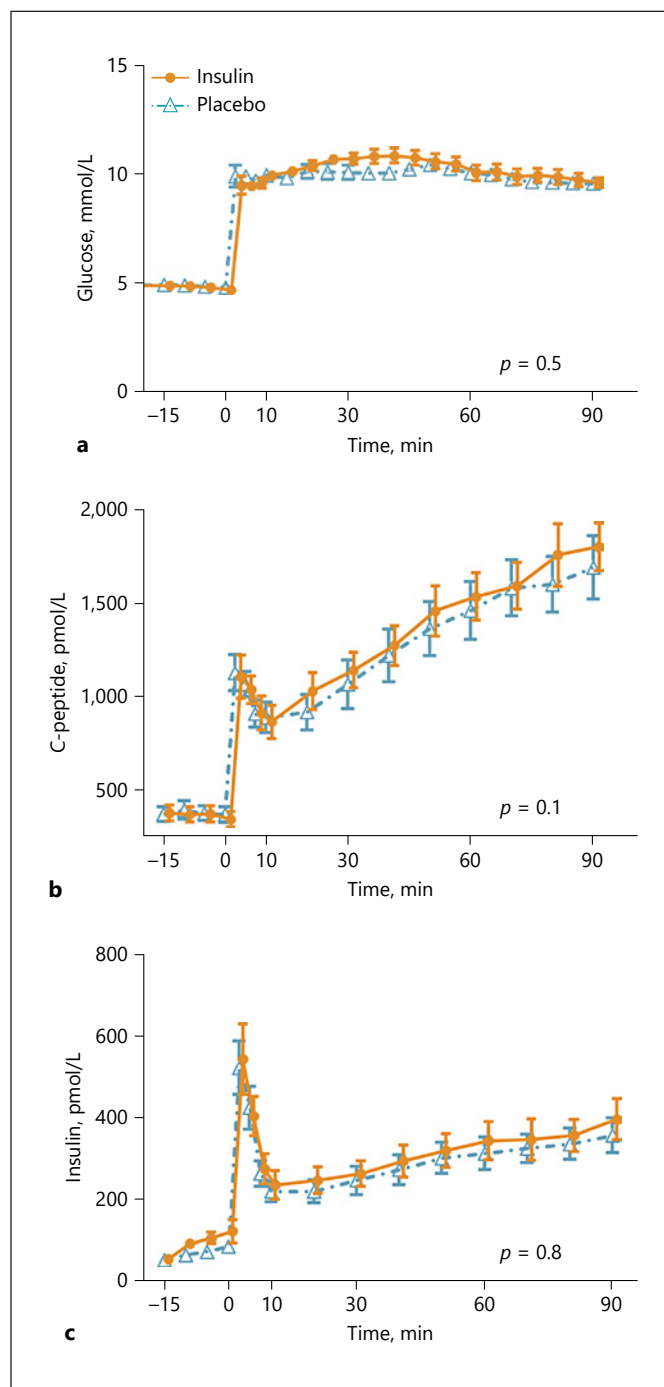 15
Insulin
Placebo
10
5
0
Glucose, mmol/L
p = 0.5
–15 0 10 30 60 90
Time, min
a
2,000
1,500
1,000
500
C-peptide, pmol/L
p = 0.1
–15 0 10 30 60 90
Time, min
b
800
600
400
200
0
Insulin, pmol/L
p = 0.8
–15 0 10 30 60 90
Time, min
c